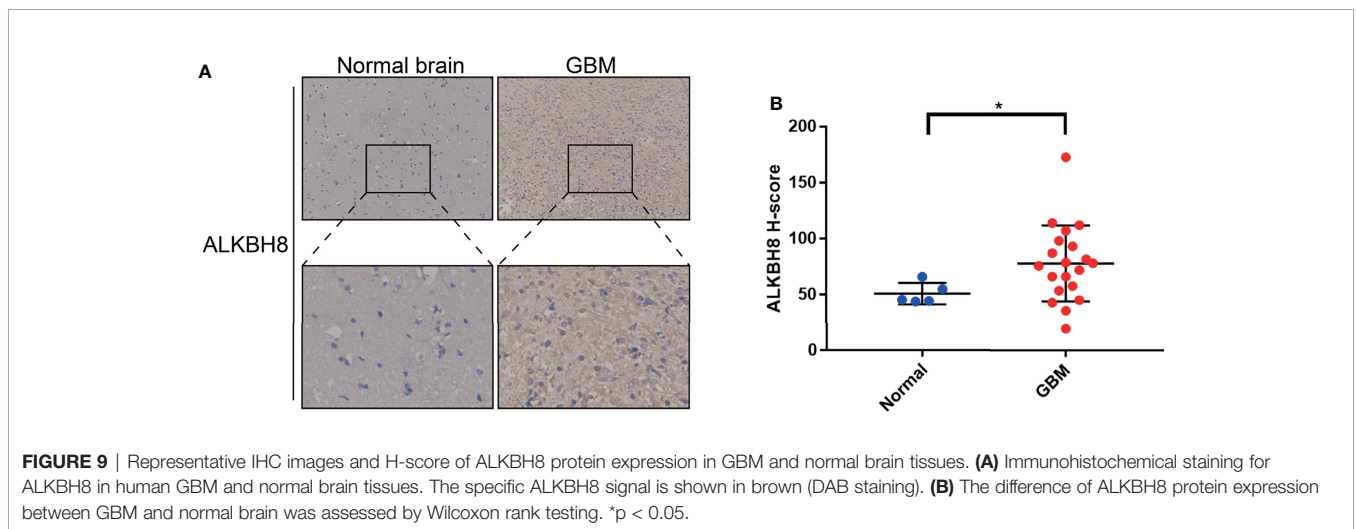 A
Normal brain
GBM
ALKBH8
B
*
ALKBH8 H-score
200
150
100
50
0
Normal
GBM
FIGURE 9 | Representative IHC images and H-score of ALKBH8 protein expression in GBM and normal brain tissues. (A) Immunohistochemical staining for
ALKBH8 in human GBM and normal brain tissues. The specific ALKBH8 signal is shown in brown (DAB staining). (B) The difference of ALKBH8 protein expression
between GBM and normal brain was assessed by Wilcoxon rank testing. *p < 0.05.